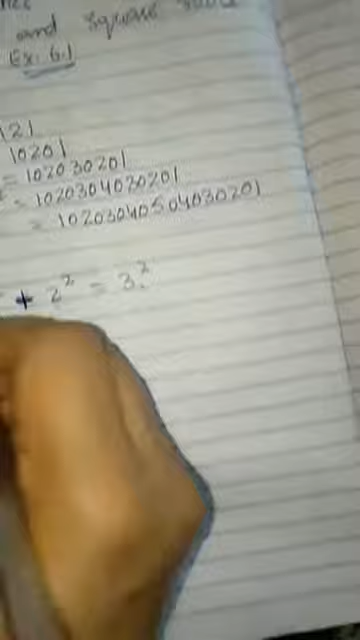 and Square
Ex. 6.1
121
10201
= 102030201
= 1020304030201
= 10203040504030201
+ 2² = 3²